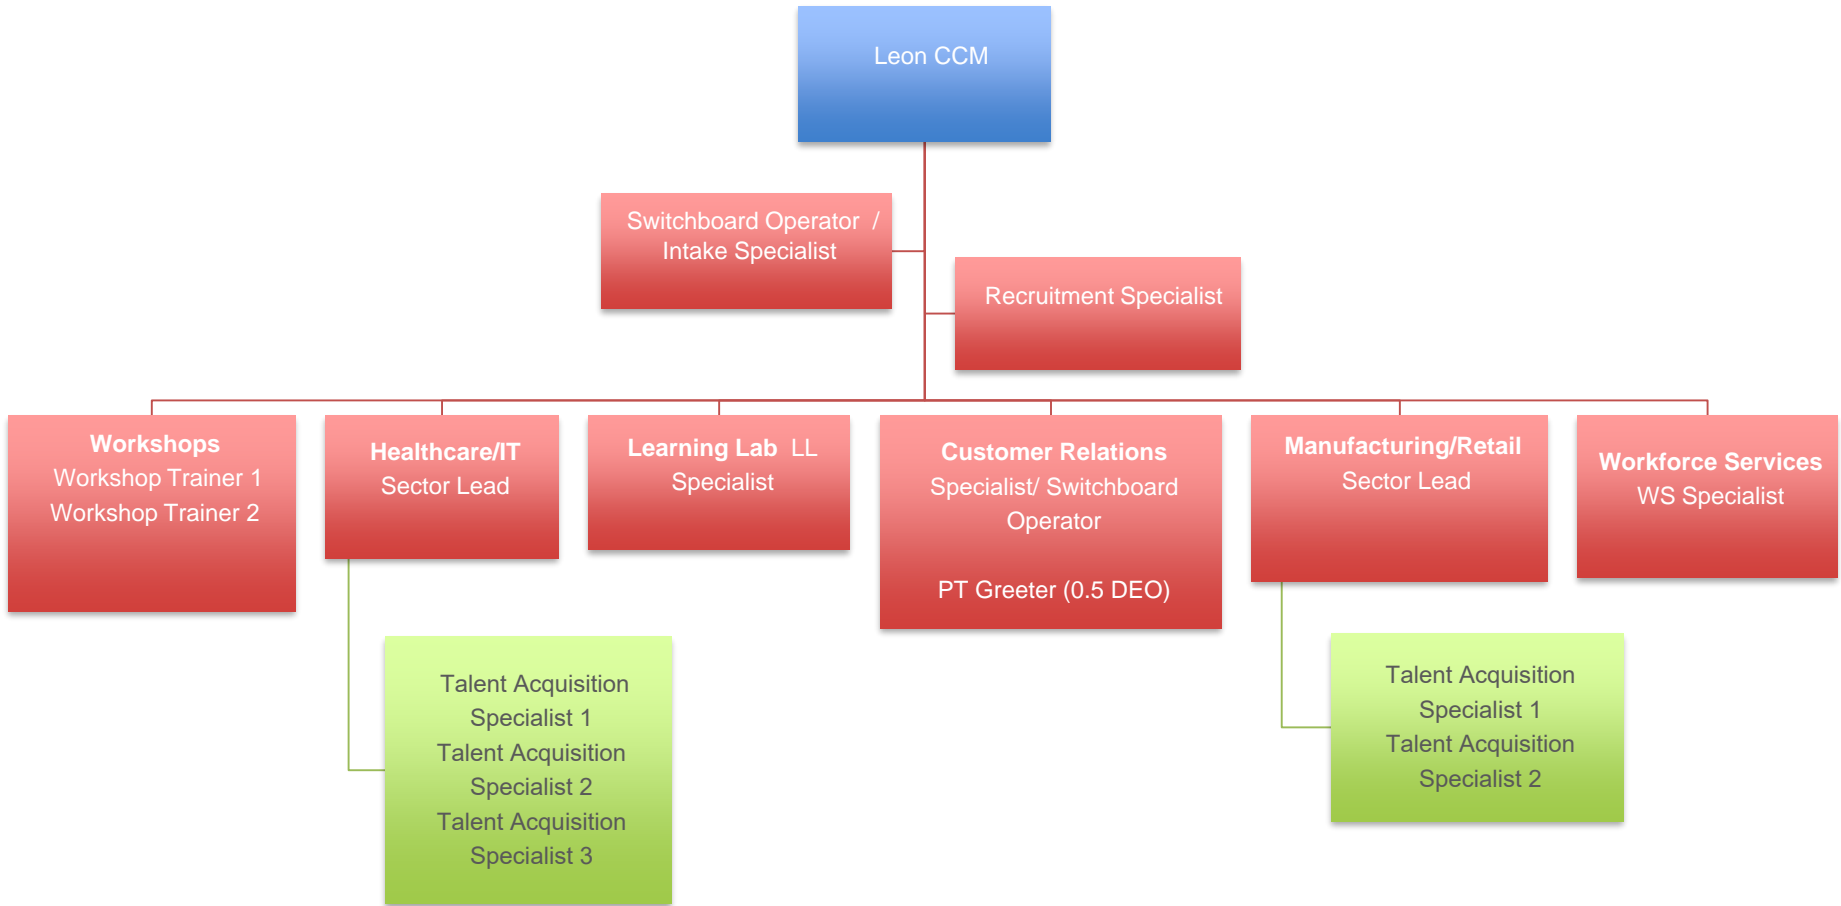 Leon CCM
Switchboard Operator /
Intake Specialist
Recruitment Specialist
Workshops
Workshop Trainer 1
Workshop Trainer 2
Healthcare/IT
Sector Lead
Learning Lab LL
Specialist
Customer Relations
Specialist/ Switchboard
Operator
PT Greeter (0.5 DEO)
Manufacturing/Retail
Sector Lead
Workforce Services
WS Specialist
Talent Acquisition
Specialist 1
Talent Acquisition
Specialist 2
Talent Acquisition
Specialist 3
Talent Acquisition
Specialist 1
Talent Acquisition
Specialist 2